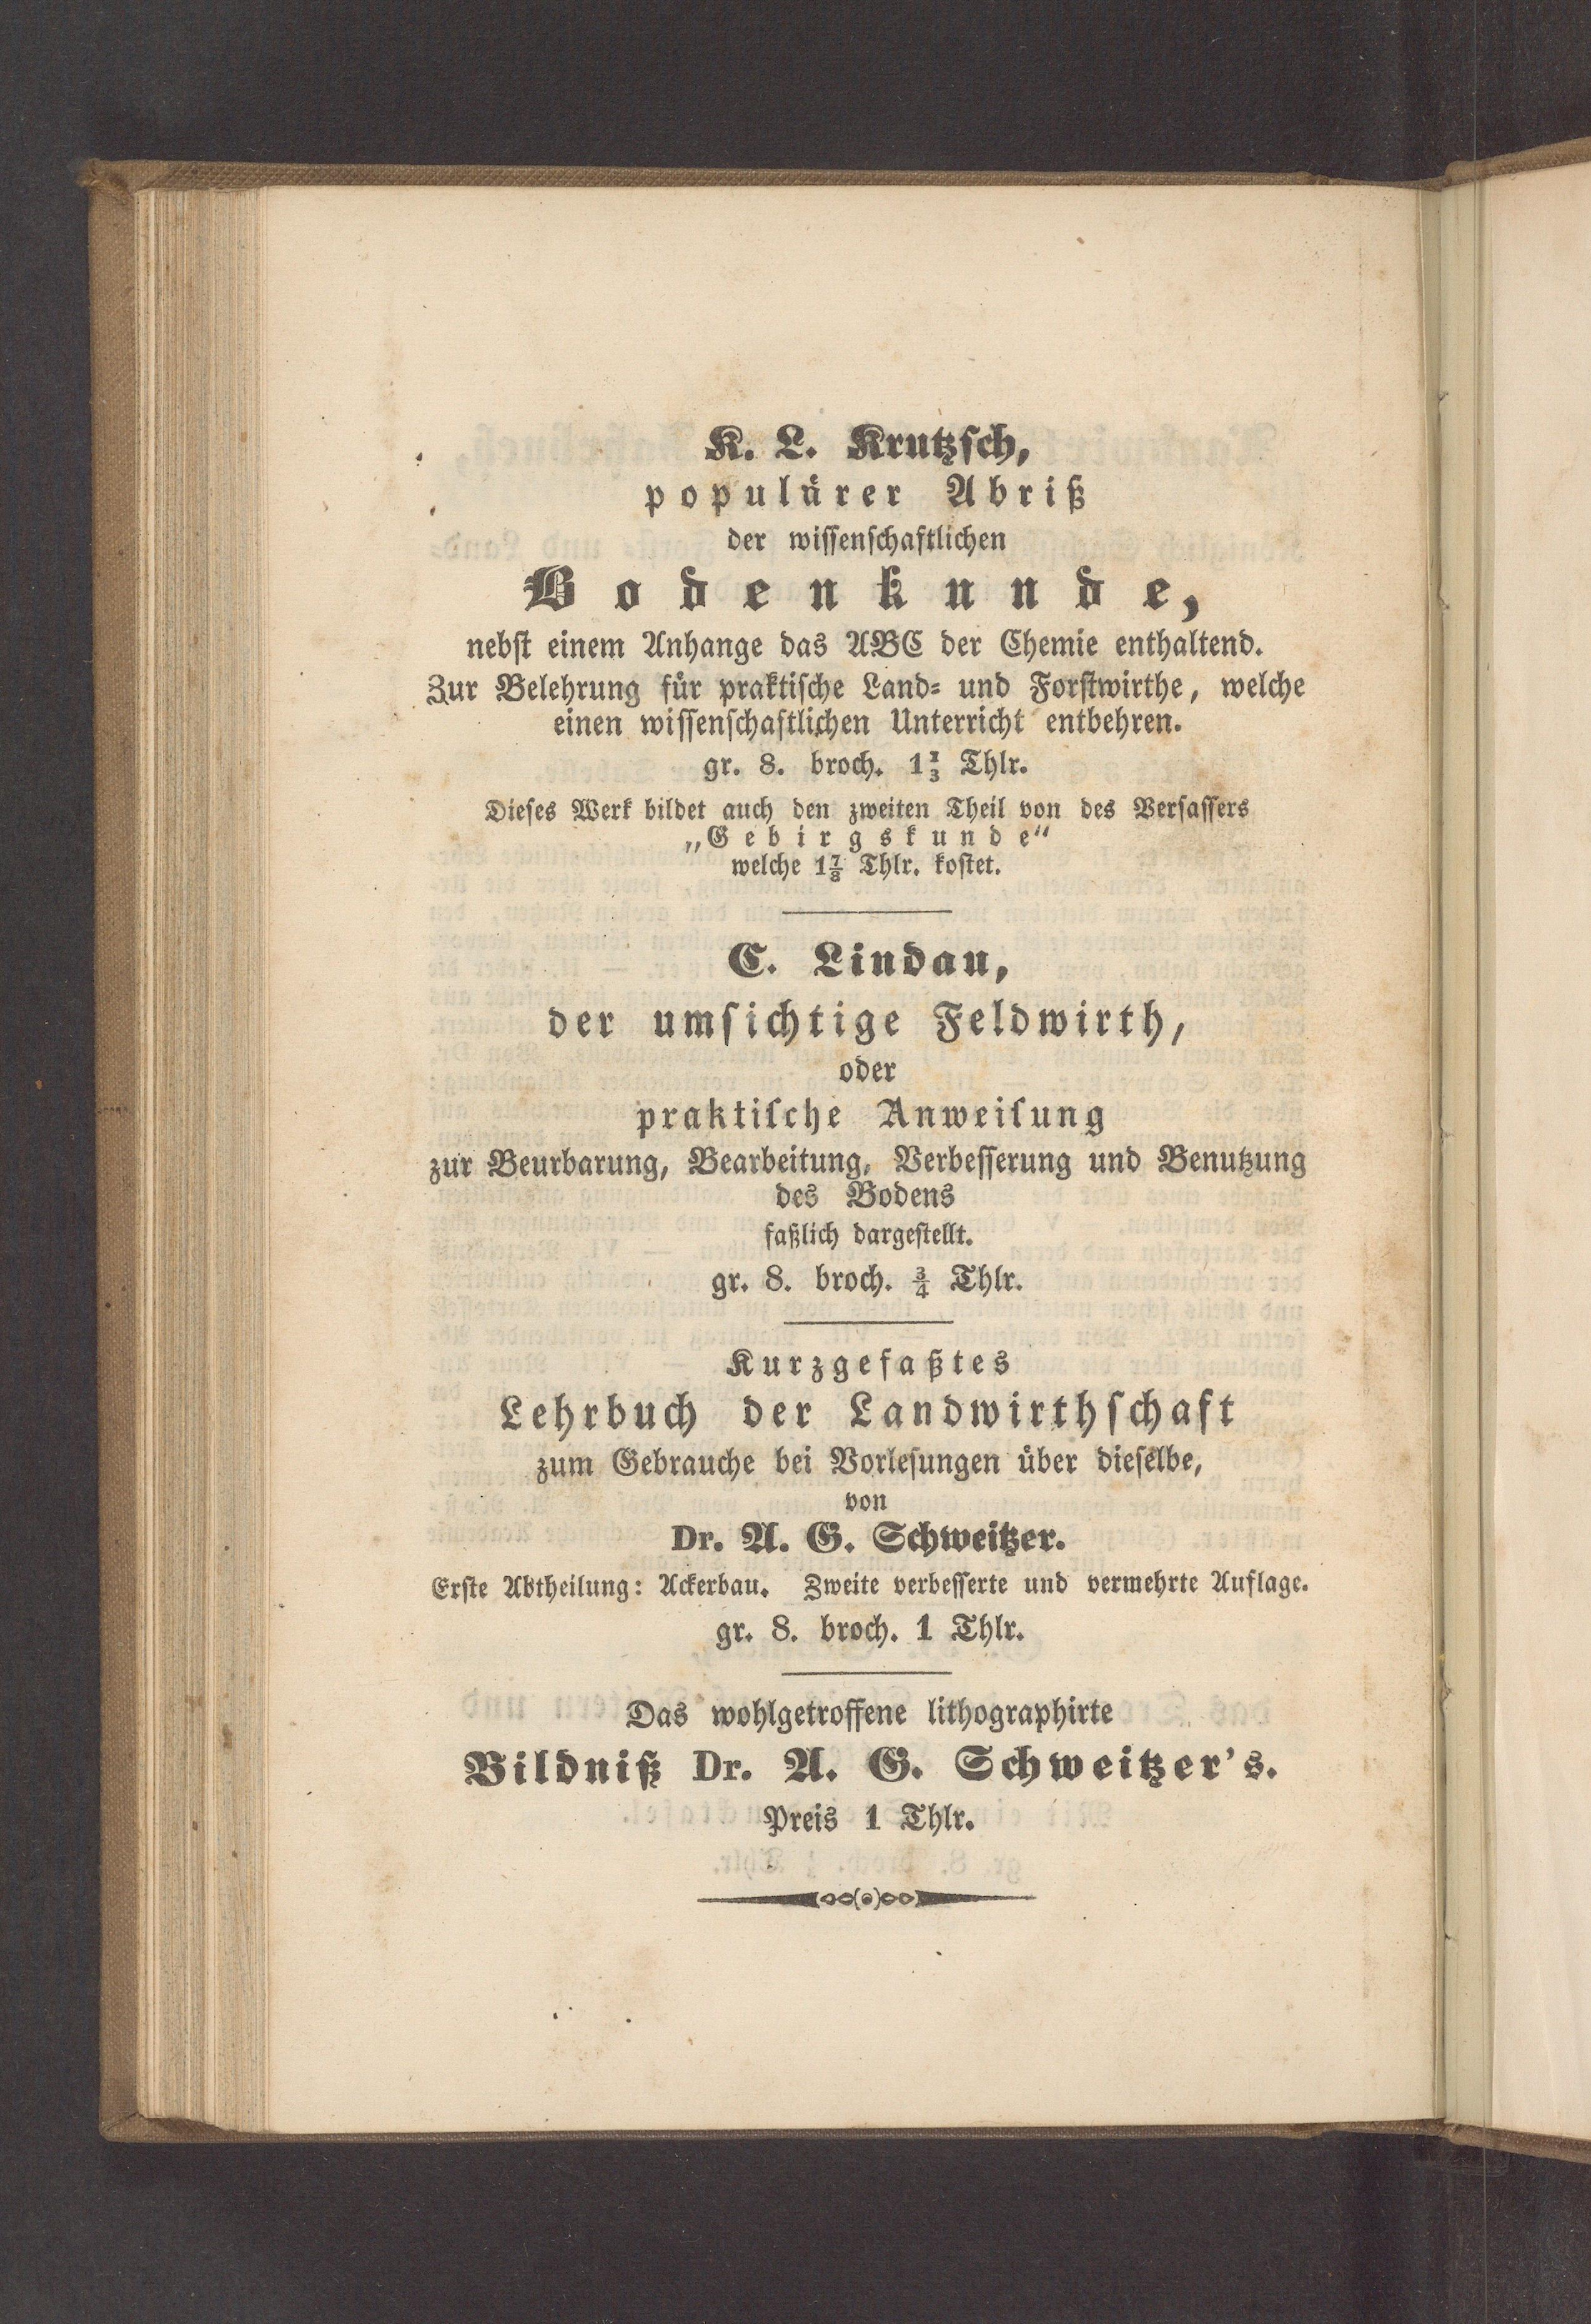 K. L. Krutzsch,
populärer Abriß
der wissenschaftlichen
Bodenkunde,
nebst einem Anhange das ABC der Chemie enthaltend.
Zur Belehrung für praktische Land- und Forstwirthe, welche
einen wissenschaftlichen Unterricht entbehren.
gr. 8. broch. 1⅓ Thlr.
Dieses Werk bildet auch den zweiten Theil von des Verfassers
„Gebirgskunde“
welche 1⅞ Thlr. kostet.
C. Lindau,
der umsichtige Feldwirth,
oder
praktische Anweisung
zur Beurbarung, Bearbeitung, Verbesserung und Benutzung
des Bodens
faßlich dargestellt.
gr. 8. broch. ¾ Thlr.
Kurzgefaßtes
Lehrbuch der Landwirthschaft
zum Gebrauche bei Vorlesungen über dieselbe,
von
Dr. A. G. Schweitzer.
Erste Abtheilung: Ackerbau. Zweite verbesserte und vermehrte Auflage.
gr. 8. broch. 1 Thlr.
Das wohlgetroffene lithographirte
Bildniß Dr. A. G. Schweitzer's.
Preis 1 Thlr.